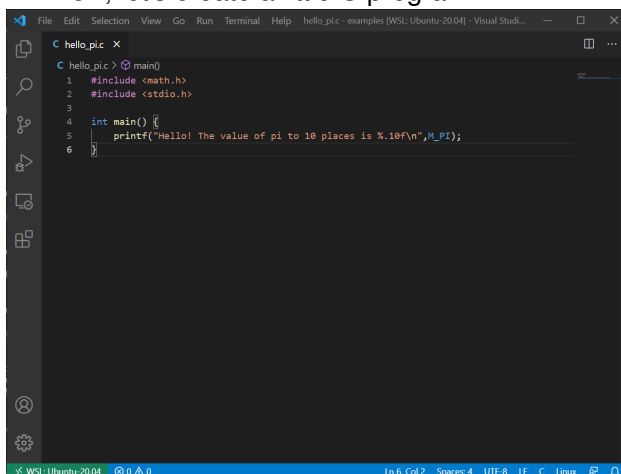 File Edit Selection View Go Run Terminal Help hello_pi.c - examples [WSL: Ubuntu-20.04] - Visual Studi...
C hello_pi.c ×
C hello_pi.c > main()
1 #include <math.h>
2 #include <stdio.h>
3
4 int main() {
5 printf("Hello! The value of pi to 10 places is %.10f\n",M_PI);
6 }
WSL: Ubuntu-20.04 0 0 Ln 6, Col 2 Spaces: 4 UTF-8 LF C Linux